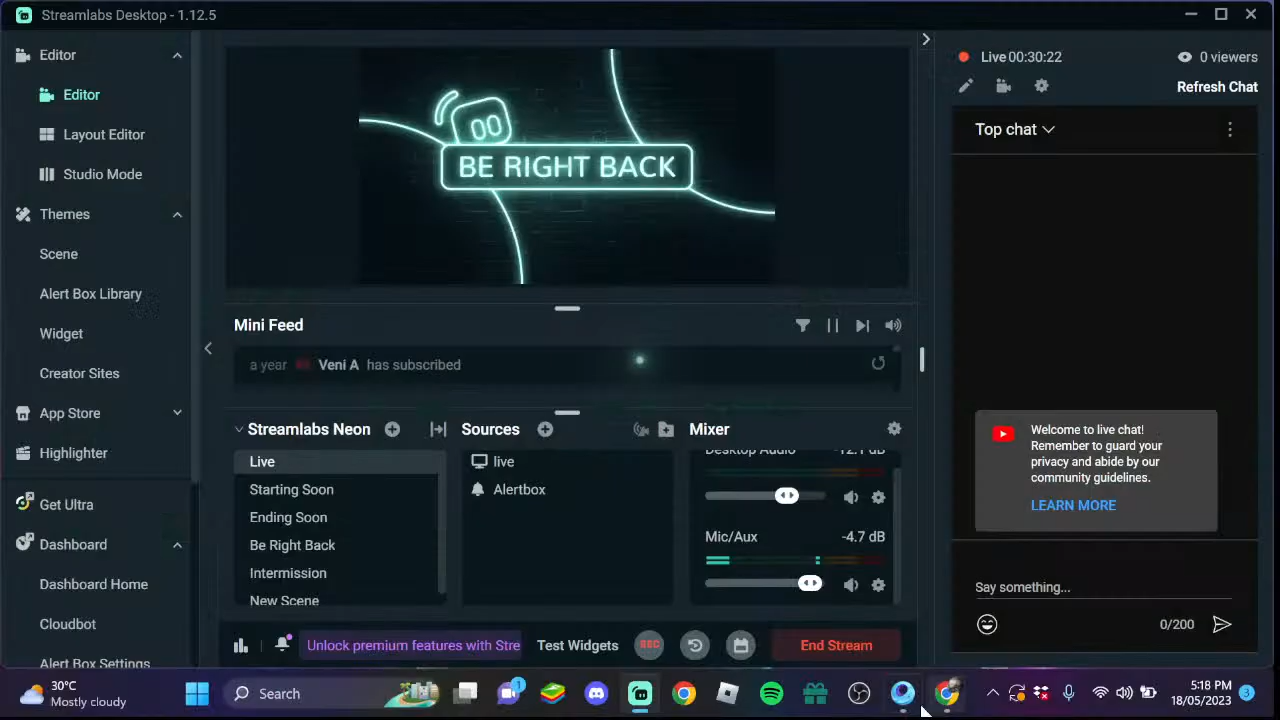 Streamlabs Desktop - 1.12.5
Editor
Editor
Layout Editor
Studio Mode
Themes
Scene
Alert Box Library
Widget
Creator Sites
App Store
Highlighter
Get Ultra
Dashboard
Dashboard Home
Cloudbot
Alert Box Settings
BE RIGHT BACK
Mini Feed
a year Veni A has subscribed
Streamlabs Neon
Live
Starting Soon
Ending Soon
Be Right Back
Intermission
New Scene
Sources
live
Alertbox
Mixer
Desktop Audio -12.1 dB
Mic/Aux -4.7 dB
Unlock premium features with Stre
Test Widgets
REC
End Stream
Live 00:30:22 0 viewers
Refresh Chat
Top chat
Welcome to live chat!
Remember to guard your
privacy and abide by our
community guidelines.
LEARN MORE
Say something...
0/200
30°C
Mostly cloudy
Search
1
5:18 PM
18/05/2023
3